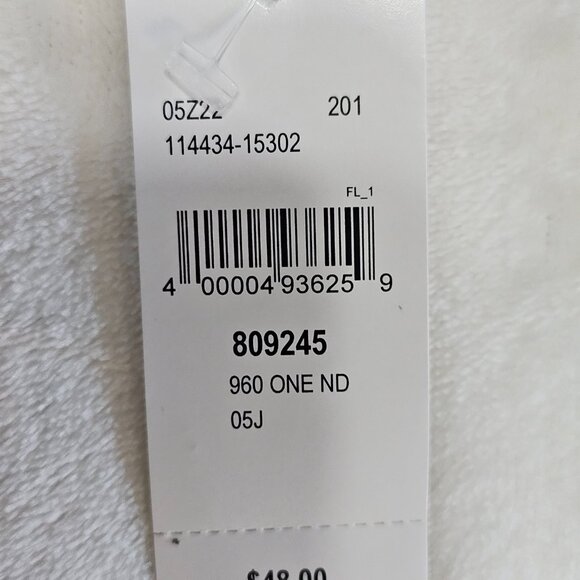 05Z22 201
114434-15302
FL_1
4 00004 93625 9
809245
960 ONE ND
05J
$48.00